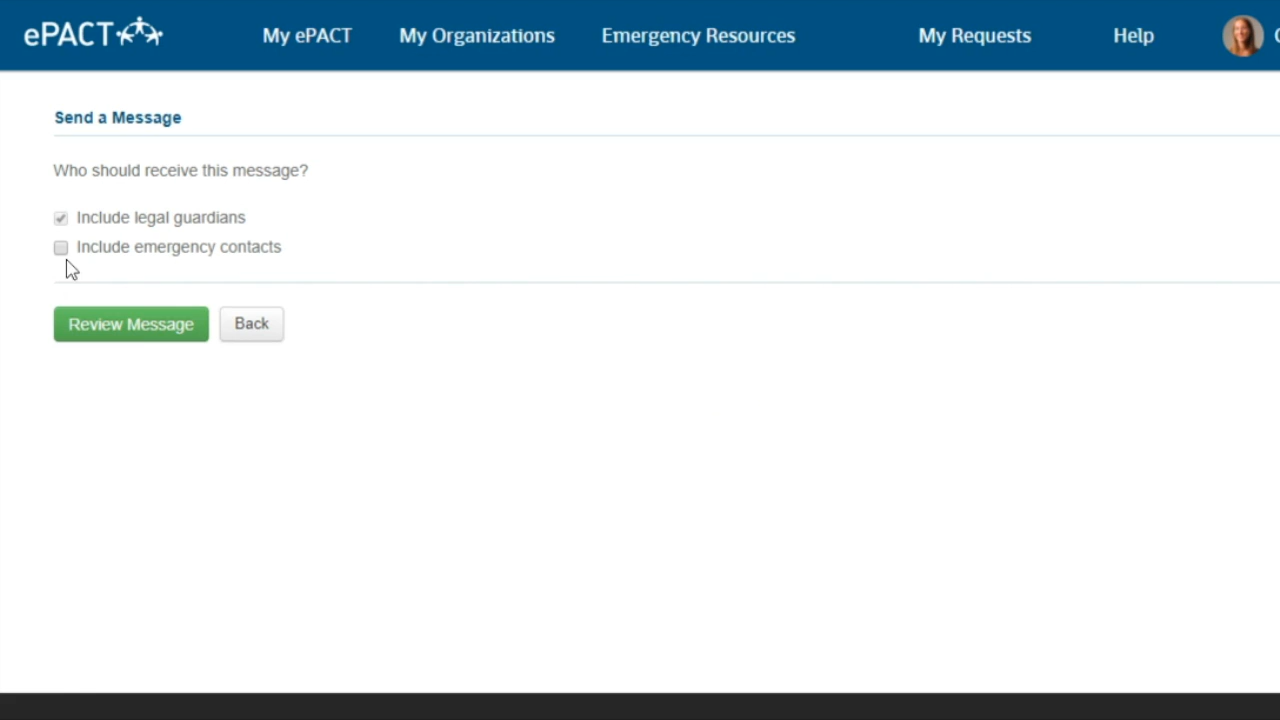 ePACT My ePACT My Organizations Emergency Resources My Requests Help
Send a Message
Who should receive this message?
Include legal guardians
Include emergency contacts
Review Message Back